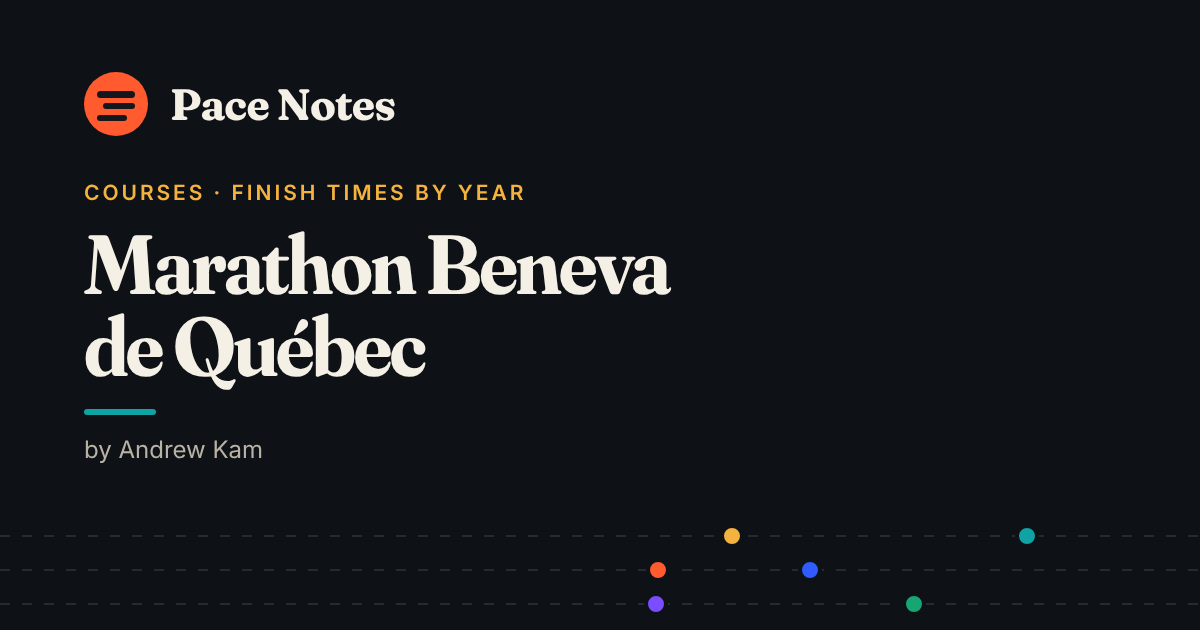 Pace Notes
COURSES · FINISH TIMES BY YEAR
Marathon Beneva
de Québec
by Andrew Kam